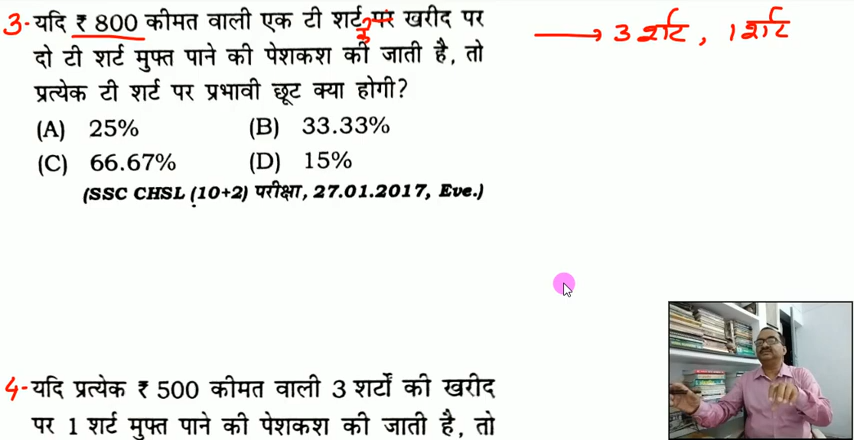 3- यदि ₹ 800 कीमत वाली एक टी शर्ट पर की खरीद पर → 3 शर्ट, 1 शर्ट
दो टी शर्ट मुफ्त पाने की पेशकश की जाती है, तो
प्रत्येक टी शर्ट पर प्रभावी छूट क्या होगी?
(A) 25% (B) 33.33%
(C) 66.67% (D) 15%
(SSC CHSL (10+2) परीक्षा, 27.01.2017, Eve.)
4- यदि प्रत्येक ₹ 500 कीमत वाली 3 शर्टों की खरीद
पर 1 शर्ट मुफ्त पाने की पेशकश की जाती है, तो